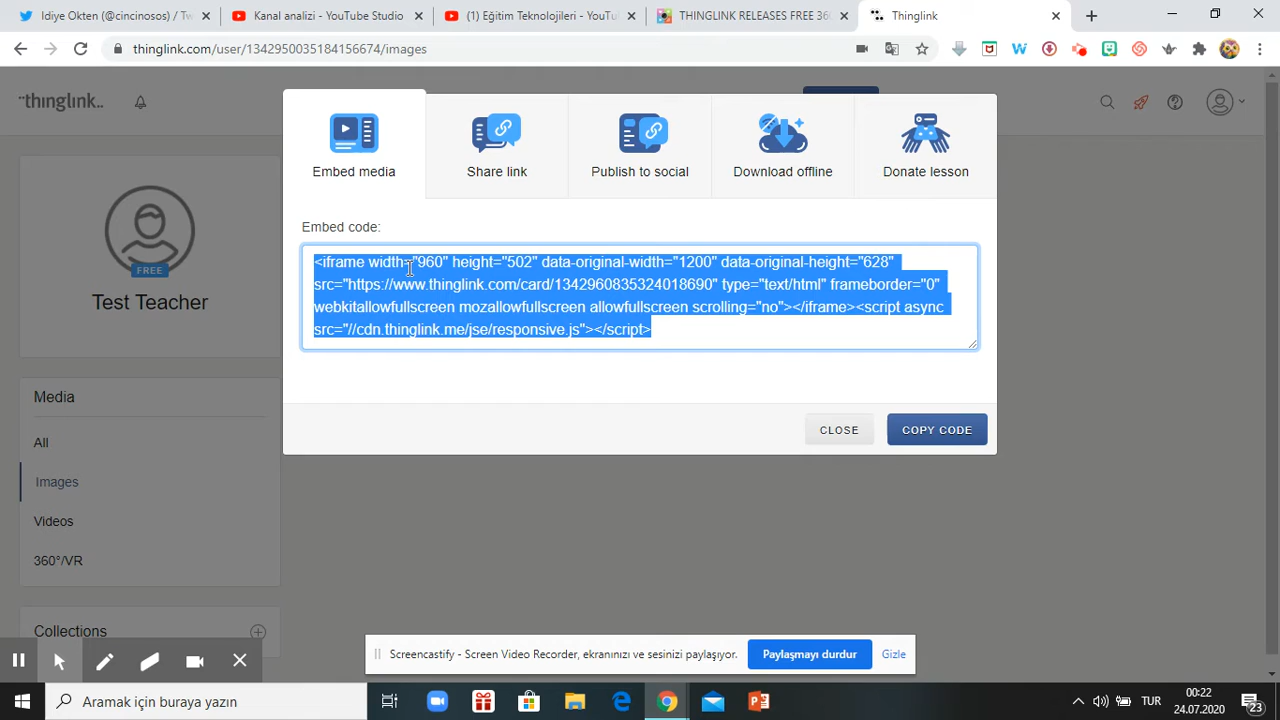 Idiye Okten (@cincinosos) / Tw
Kanal analizi - YouTube Studio
(1) Eğitim Teknolojileri - YouTu
THINGLINK RELEASES FREE 36
Thinglink
thinglink.com/user/1342950035184156674/images
thinglink..
Embed media
Share link
Publish to social
Download offline
Donate lesson
FREE
Test Teacher
Embed code:
<iframe width="960" height="502" data-original-width="1200" data-original-height="628"
src="https://www.thinglink.com/card/1342960835324018690" type="text/html" frameborder="0"
webkitallowfullscreen mozallowfullscreen allowfullscreen scrolling="no"></iframe><script async
src="//cdn.thinglink.me/jse/responsive.js"></script>
CLOSE
COPY CODE
Media
All
Images
Videos
360°/VR
Collections
Screencastify - Screen Video Recorder, ekranınızı ve sesinizi paylaşıyor.
Paylaşmayı durdur
Gizle
Aramak için buraya yazın
TUR
00:22
24.07.2020
23